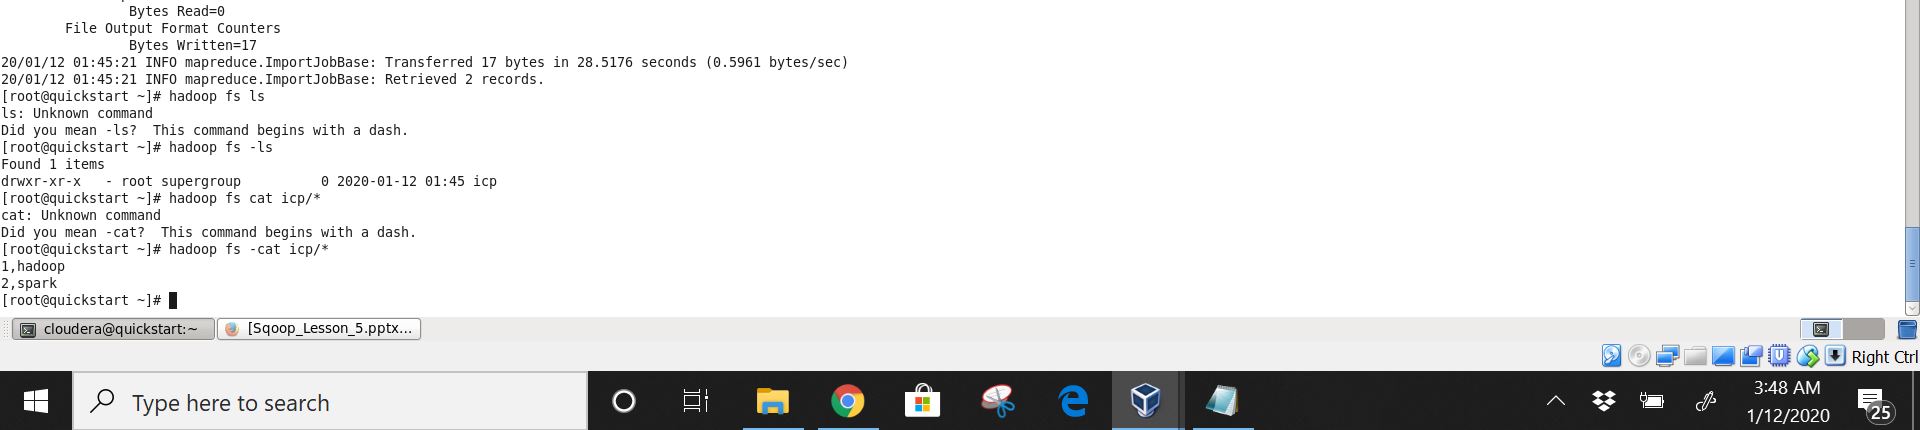 Bytes Read=0
File Output Format Counters
Bytes Written=17
20/01/12 01:45:21 INFO mapreduce.ImportJobBase: Transferred 17 bytes in 28.5176 seconds (0.5961 bytes/sec)
20/01/12 01:45:21 INFO mapreduce.ImportJobBase: Retrieved 2 records.
[root@quickstart ~]# hadoop fs ls
ls: Unknown command
Did you mean -ls?  This command begins with a dash.
[root@quickstart ~]# hadoop fs -ls
Found 1 items
drwxr-xr-x   - root supergroup          0 2020-01-12 01:45 icp
[root@quickstart ~]# hadoop fs cat icp/*
cat: Unknown command
Did you mean -cat?  This command begins with a dash.
[root@quickstart ~]# hadoop fs -cat icp/*
1,hadoop
2,spark
[root@quickstart ~]#
cloudera@quickstart:~ [Sqoop_Lesson_5.pptx...
Right Ctrl
Type here to search
3:48 AM
1/12/2020
25